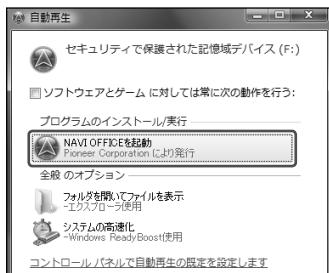 自動再生
セキュリティで保護された記憶域デバイス (F:)
ソフトウェアとゲーム に対しては常に次の動作を行う:
プログラムのインストール/実行
NAVI OFFICEを起動
Pioneer Corporation により発行
全般 のオプション
フォルダを開いてファイルを表示
-エクスプローラ使用
システムの高速化
-Windows ReadyBoost使用
コントロール パネルで自動再生の既定を設定します